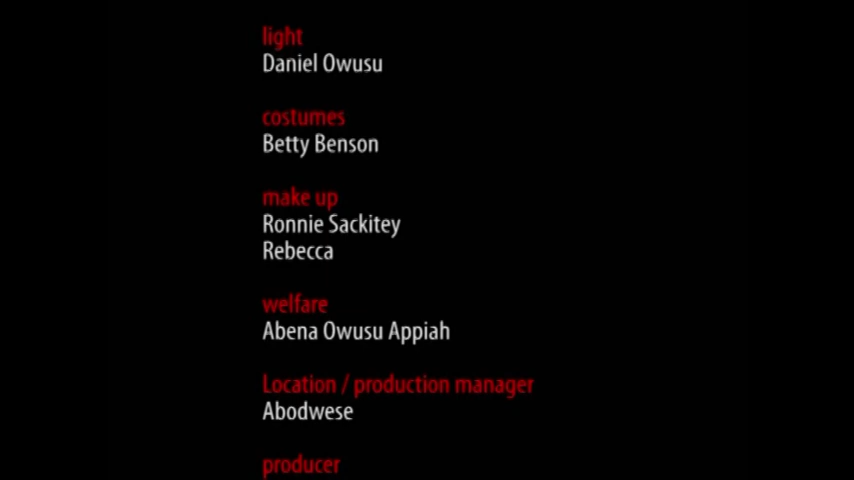 light
Daniel Owusu
costumes
Betty Benson
make up
Ronnie Sackitey
Rebecca
welfare
Abena Owusu Appiah
Location / production manager
Abodwese
producer